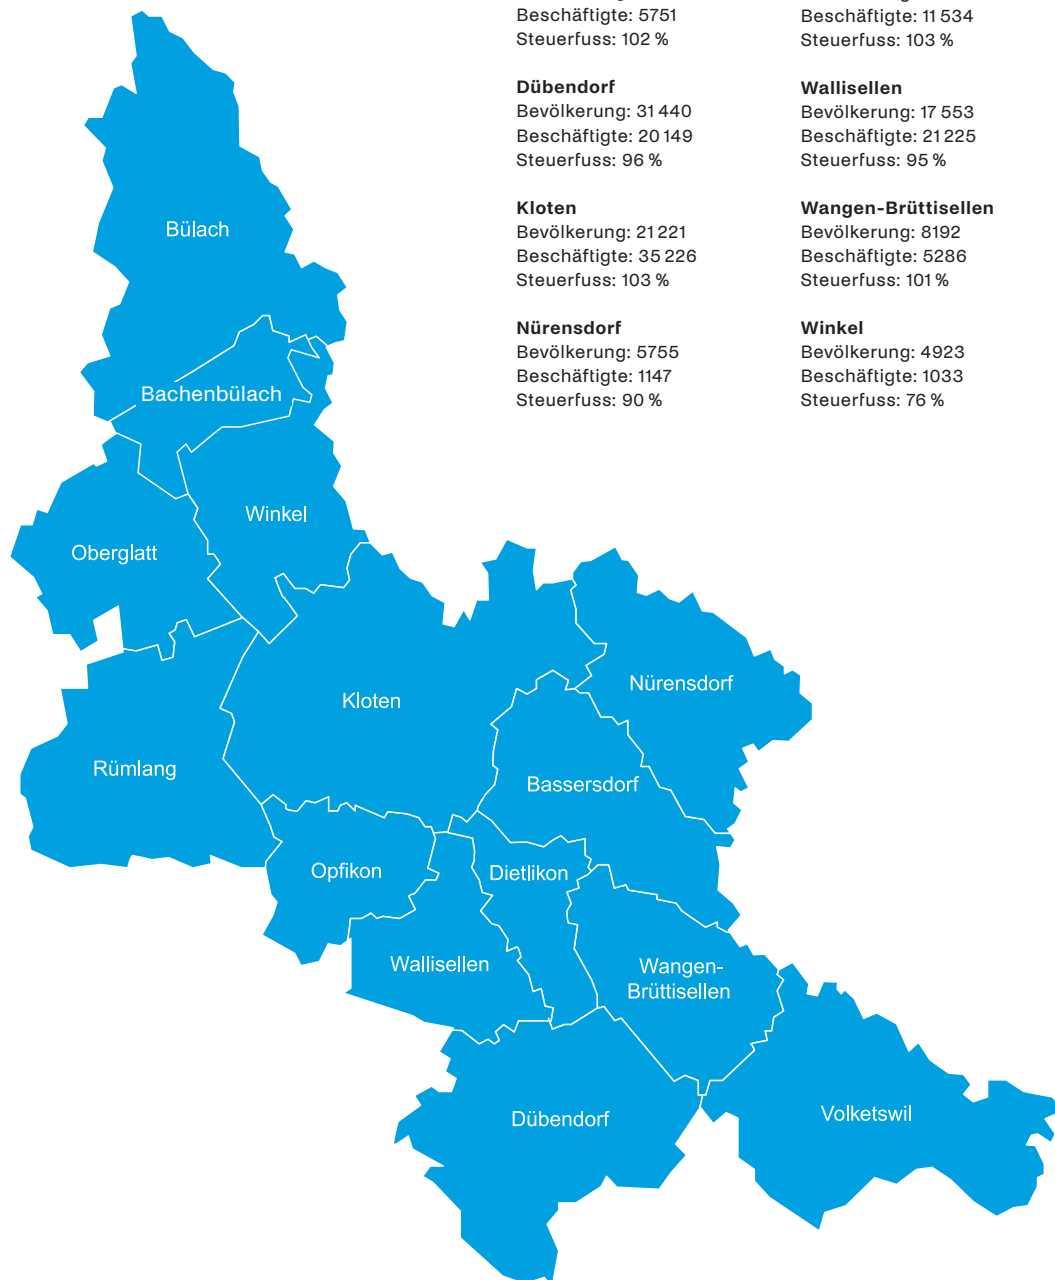 Beschäftigte: 5751
Steuerfuss: 102 %
Dübendorf
Bevölkerung: 31 440
Beschäftigte: 20 149
Steuerfuss: 96 %
Kloten
Bevölkerung: 21 221
Beschäftigte: 35 226
Steuerfuss: 103 %
Nürensdorf
Bevölkerung: 5755
Beschäftigte: 1147
Steuerfuss: 90 %
Beschäftigte: 11 534
Steuerfuss: 103 %
Wallisellen
Bevölkerung: 17 553
Beschäftigte: 21 225
Steuerfuss: 95 %
Wangen-Brüttisellen
Bevölkerung: 8192
Beschäftigte: 5286
Steuerfuss: 101 %
Winkel
Bevölkerung: 4923
Beschäftigte: 1033
Steuerfuss: 76 %
Bülach
Bachenbülach
Winkel
Oberglatt
Nürensdorf
Kloten
Rümlang
Bassersdorf
Opfikon
Dietlikon
Wallisellen
Wangen-
Brüttisellen
Dübendorf
Volketswil